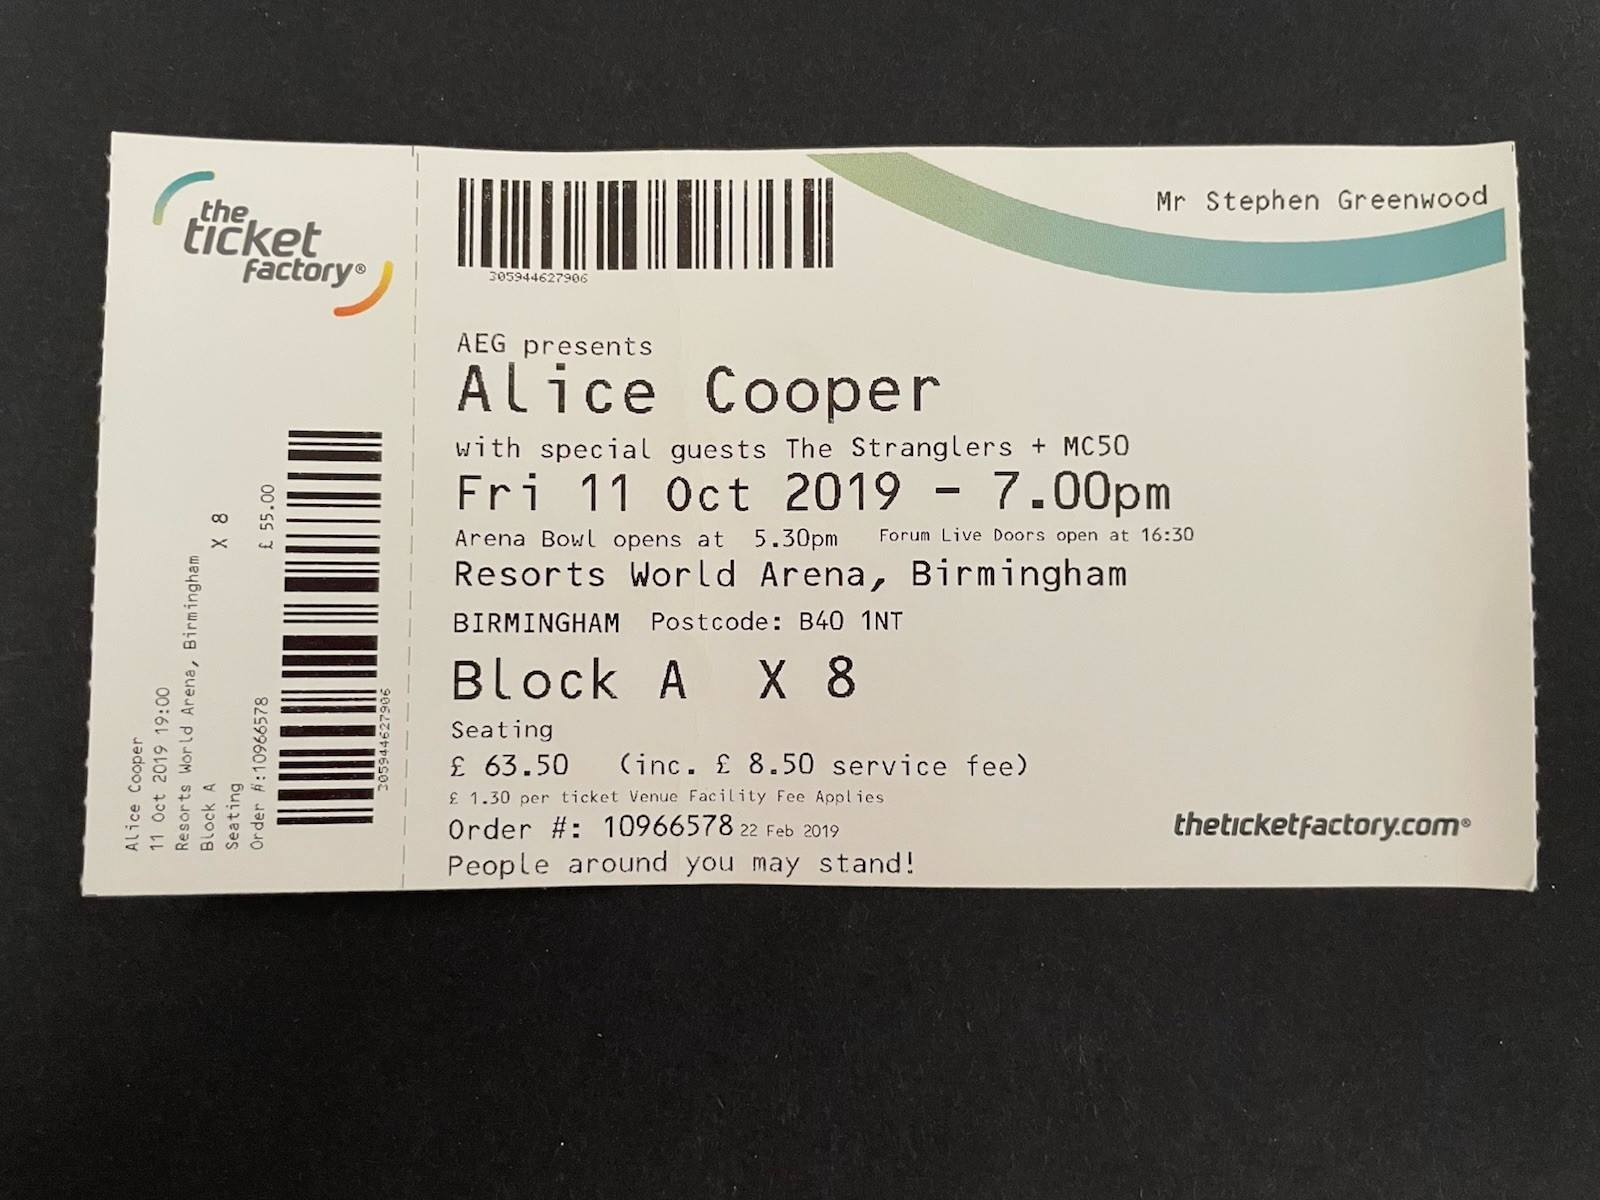 the
ticket
factory®
Alice Cooper
11 Oct 2019 19:00
Resorts World Arena, Birmingham
Block A X 8
Seating
Order #:10966578 £ 55.00
305944627906
305944627906
Mr Stephen Greenwood
AEG presents
Alice Cooper
with special guests The Stranglers + MC50
Fri 11 Oct 2019 - 7.00pm
Arena Bowl opens at 5.30pm Forum Live Doors open at 16:30
Resorts World Arena, Birmingham
BIRMINGHAM Postcode: B40 1NT
Block A X 8
Seating
£ 63.50 (inc. £ 8.50 service fee)
£ 1.30 per ticket Venue Facility Fee Applies
Order #: 10966578 22 Feb 2019
People around you may stand!
theticketfactory.com®